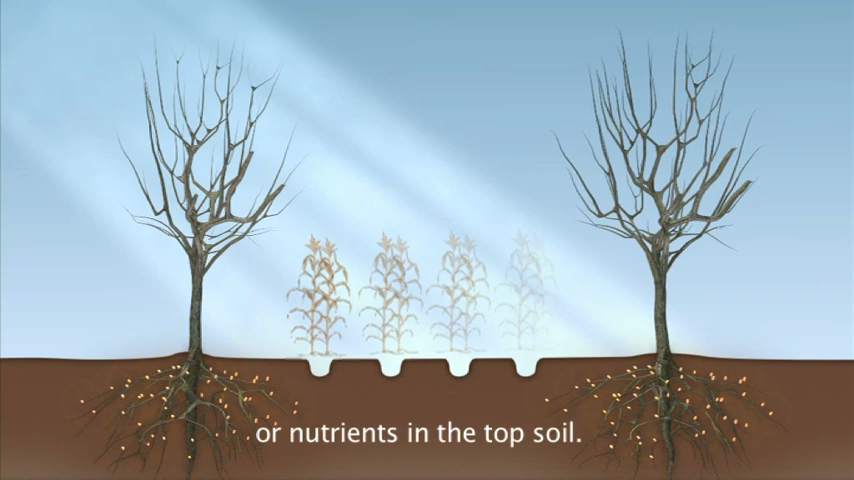 or nutrients in the top soil.